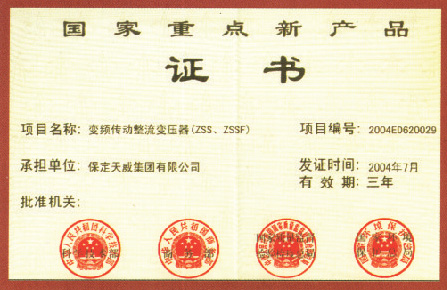 国家重点新产品
证书
项目名称：变频传动整流变压器(ZSS、ZSSF) 项目编号：2004ED620029
承担单位：保定天威集团有限公司 发证时间：2004年7月
有效期：三年
批准机关：